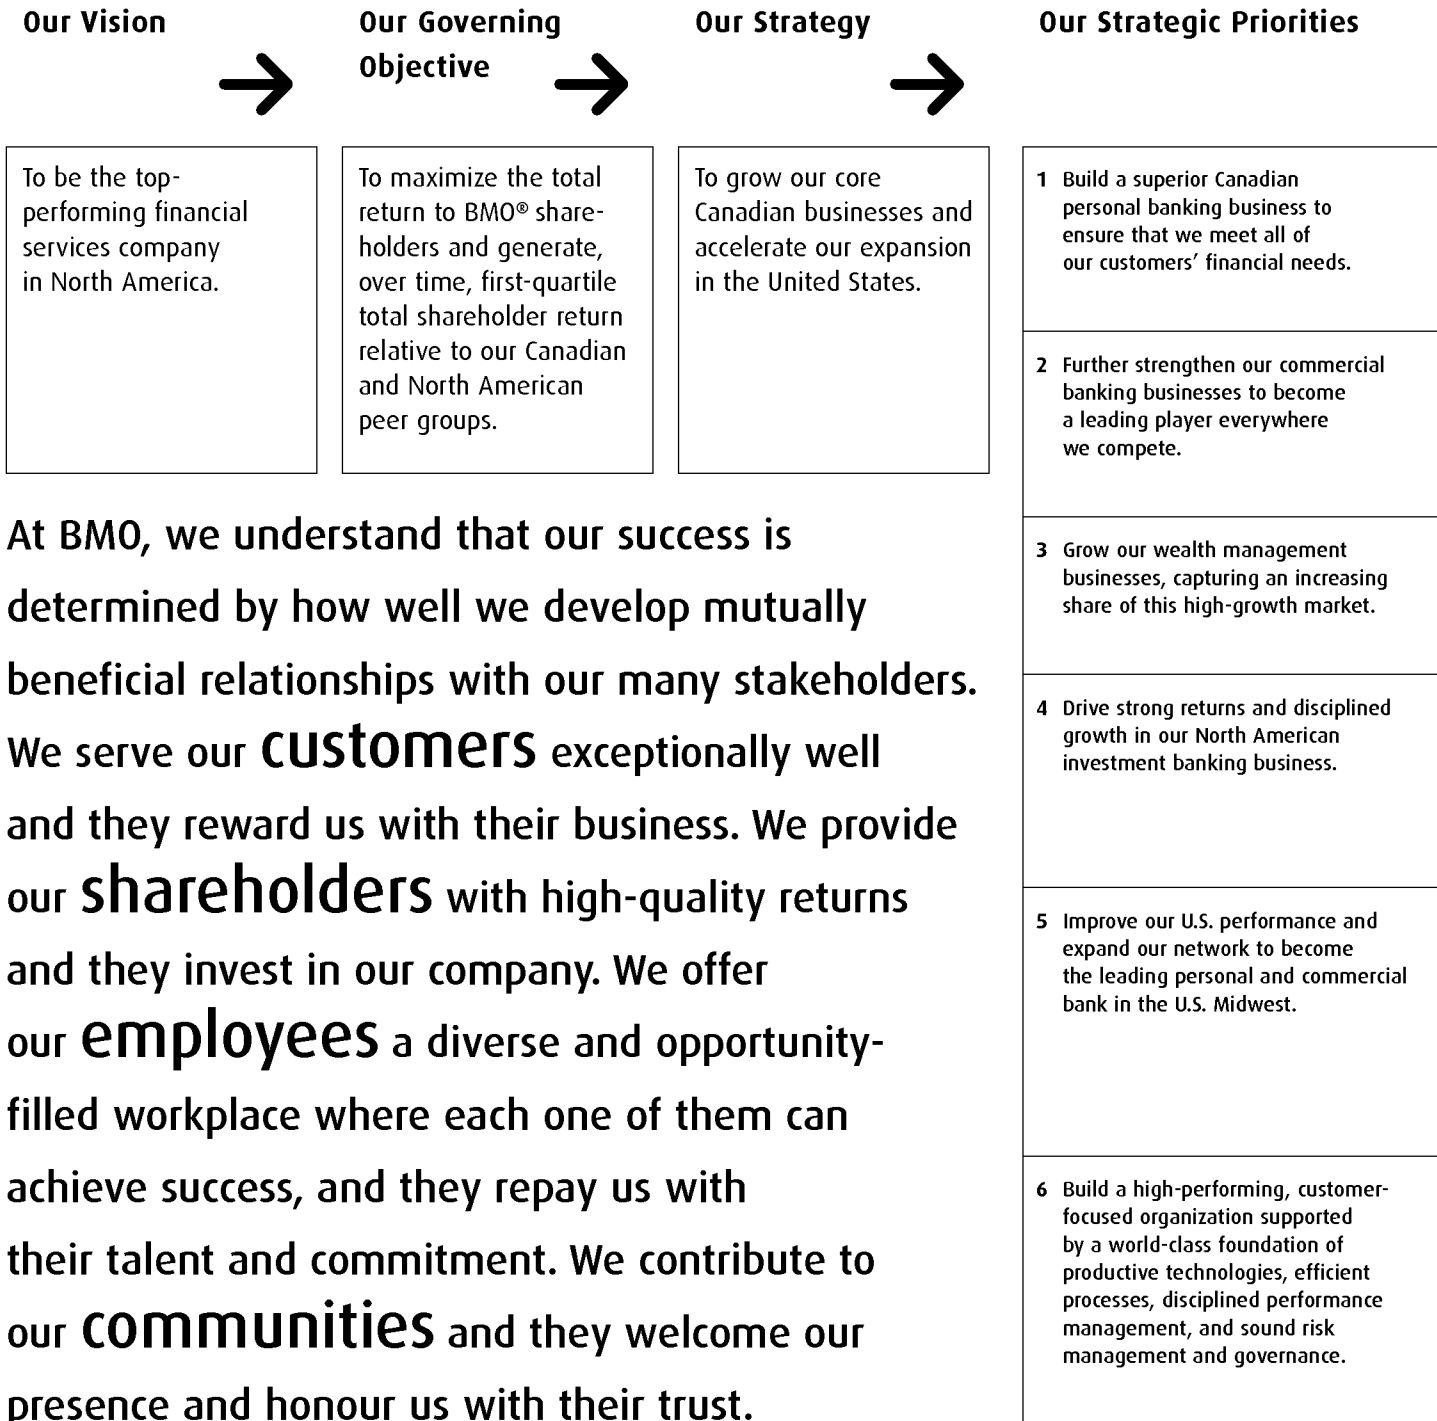 Our Vision
Our Governing
Objective
Our Strategy
Our Strategic Priorities
To be the top-
performing financial
services company
in North America.
To maximize the total
return to BMO® share-
holders and generate,
over time, first-quartile
total shareholder return
relative to our Canadian
and North American
peer groups.
To grow our core
Canadian businesses and
accelerate our expansion
in the United States.
1 Build a superior Canadian
personal banking business to
ensure that we meet all of
our customers' financial needs.
2 Further strengthen our commercial
banking businesses to become
a leading player everywhere
we compete.
3 Grow our wealth management
businesses, capturing an increasing
share of this high-growth market.
4 Drive strong returns and disciplined
growth in our North American
investment banking business.
5 Improve our U.S. performance and
expand our network to become
the leading personal and commercial
bank in the U.S. Midwest.
6 Build a high-performing, customer-
focused organization supported
by a world-class foundation of
productive technologies, efficient
processes, disciplined performance
management, and sound risk
management and governance.
At BMO, we understand that our success is
determined by how well we develop mutually
beneficial relationships with our many stakeholders.
We serve our customers exceptionally well
and they reward us with their business. We provide
our shareholders with high-quality returns
and they invest in our company. We offer
our employees a diverse and opportunity-
filled workplace where each one of them can
achieve success, and they repay us with
their talent and commitment. We contribute to
our communities and they welcome our
presence and honour us with their trust.